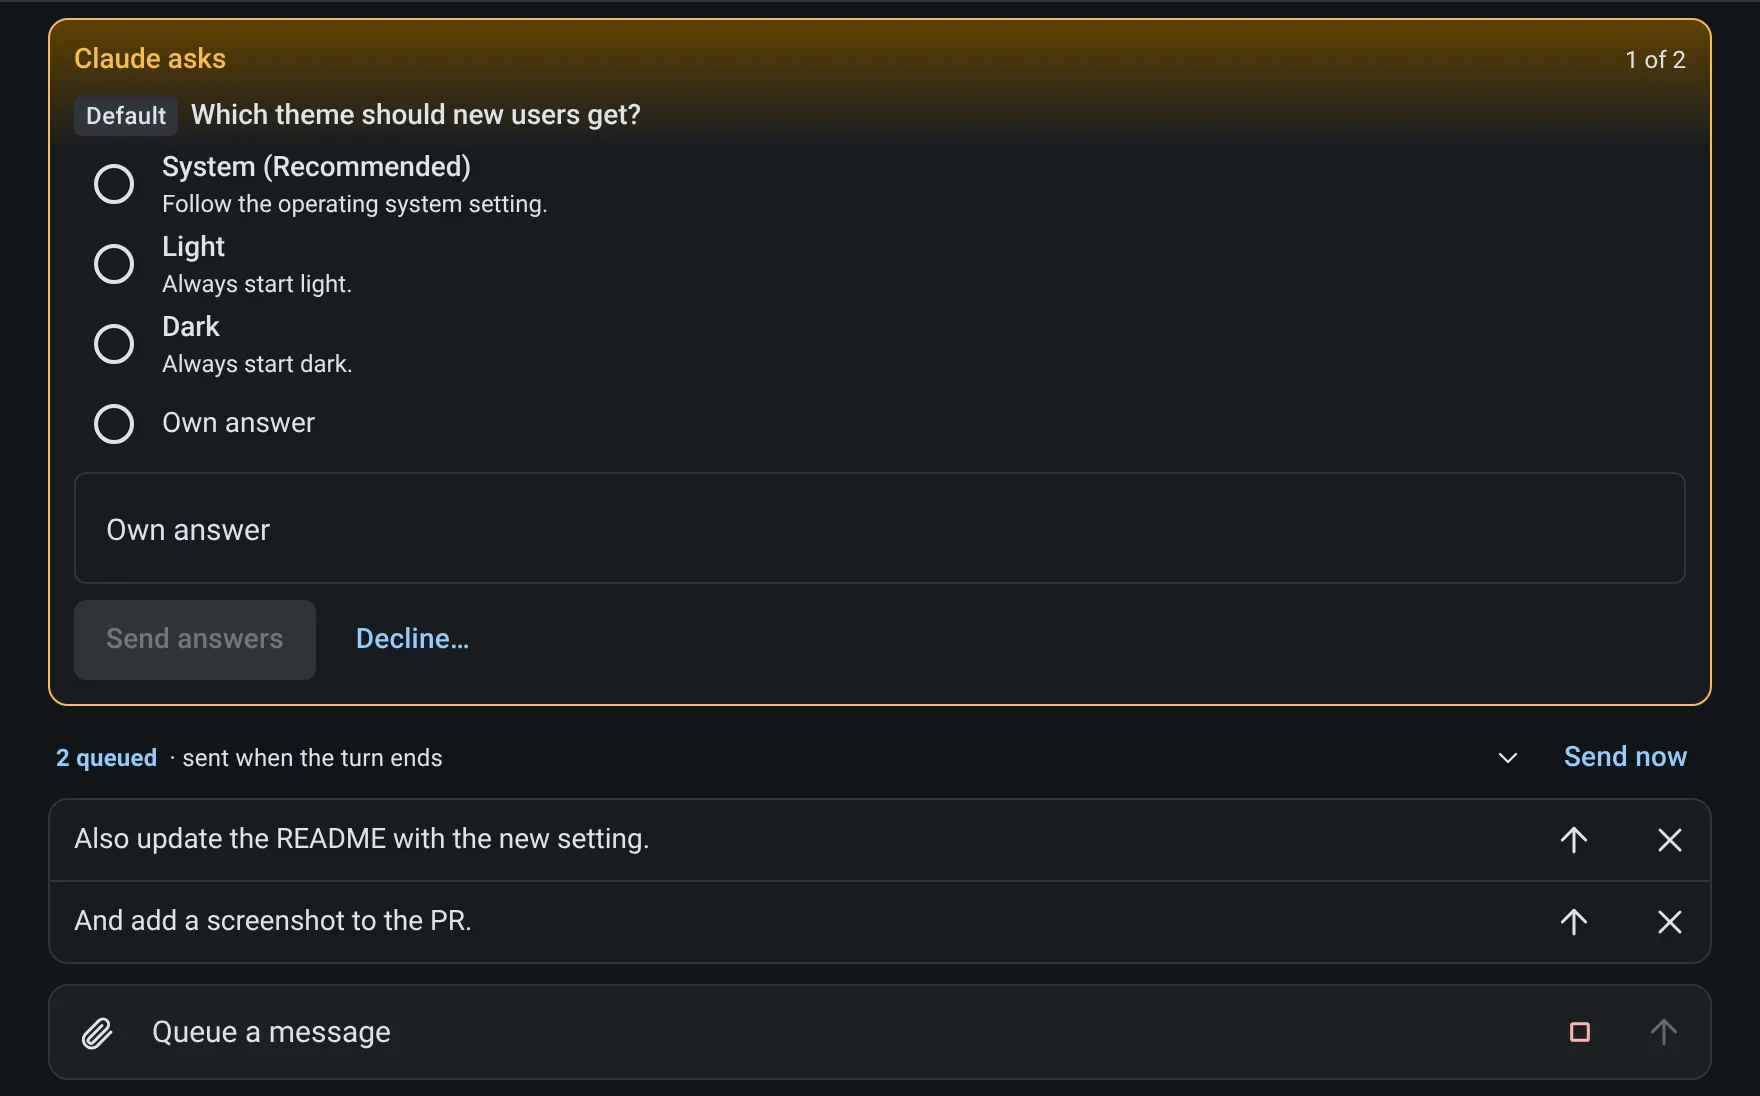 Claude asks
1 of 2
Default Which theme should new users get?
System (Recommended)
Follow the operating system setting.
Light
Always start light.
Dark
Always start dark.
Own answer
Own answer
Send answers Decline…
2 queued · sent when the turn ends Send now
Also update the README with the new setting.
And add a screenshot to the PR.
Queue a message